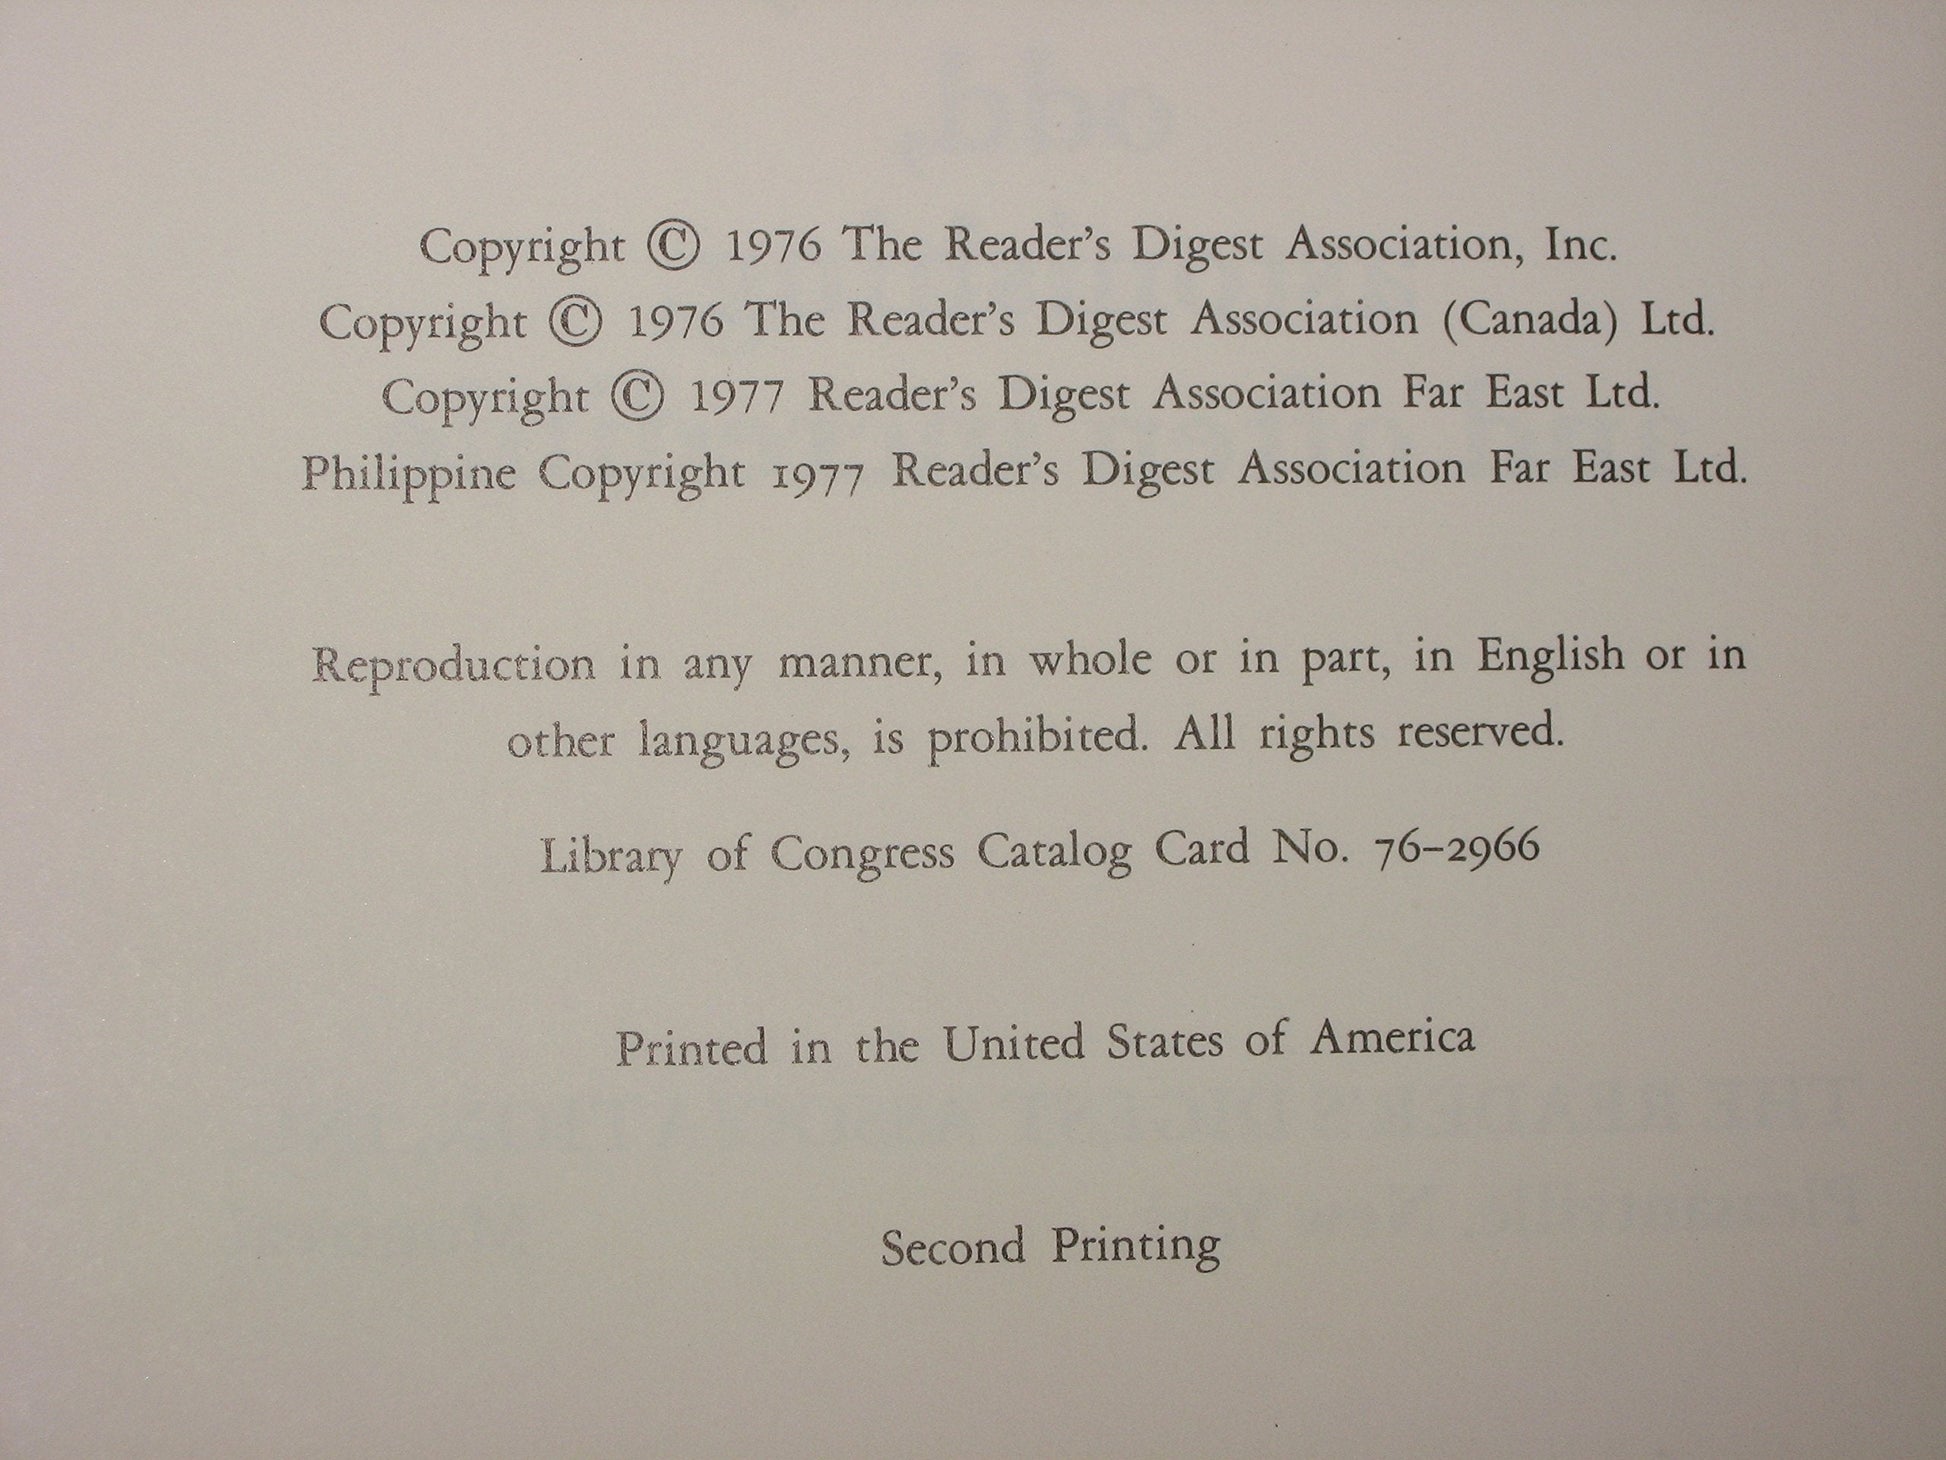 Copyright © 1976 The Reader's Digest Association, Inc.
Copyright © 1976 The Reader's Digest Association (Canada) Ltd.
Copyright © 1977 Reader's Digest Association Far East Ltd.
Philippine Copyright 1977 Reader's Digest Association Far East Ltd.
Reproduction in any manner, in whole or in part, in English or in
other languages, is prohibited. All rights reserved.
Library of Congress Catalog Card No. 76–2966
Printed in the United States of America
Second Printing